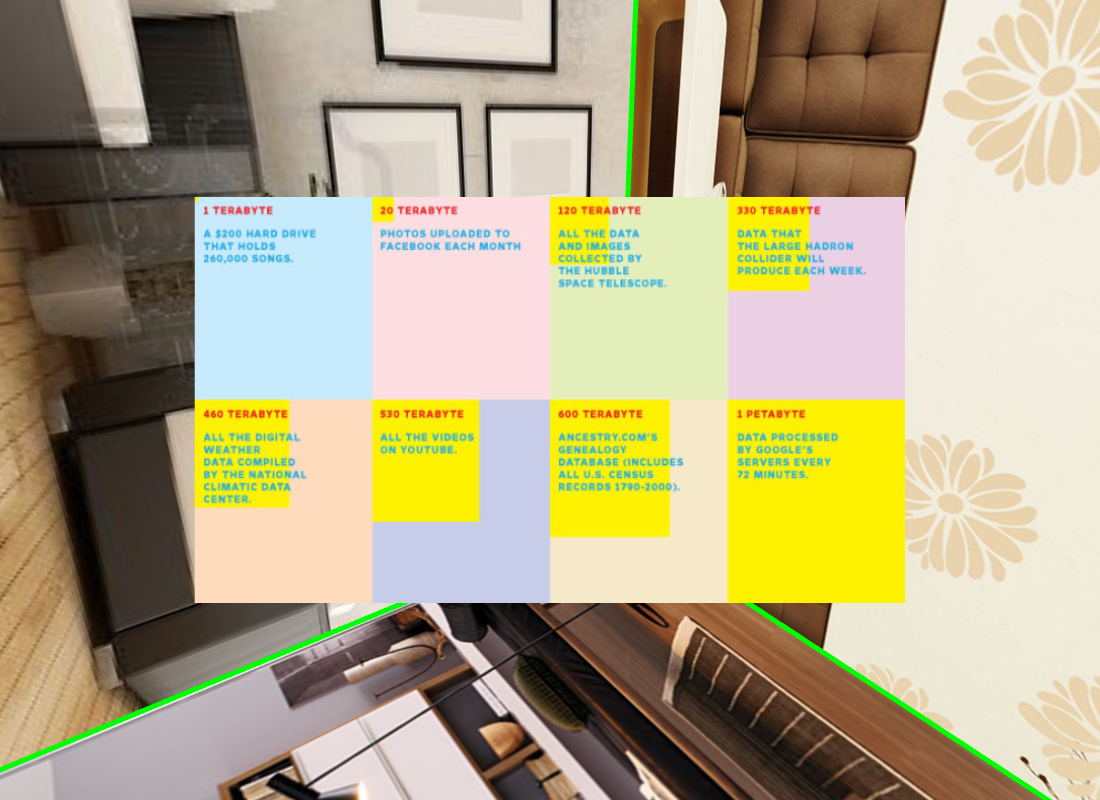 1 TERABYTE
A $200 HARD DRIVE
THAT HOLDS
260,000 SONGS.
20 TERABYTE
PHOTOS UPLOADED TO
FACEBOOK EACH MONTH
120 TERABYTE
ALL THE DATA
AND IMAGES
COLLECTED BY
THE HUBBLE
SPACE TELESCOPE.
330 TERABYTE
DATA THAT
THE LARGE HADRON
COLLIDER WILL
PRODUCE EACH WEEK.
460 TERABYTE
ALL THE DIGITAL
WEATHER
DATA COMPILED
BY THE NATIONAL
CLIMATIC DATA
CENTER.
530 TERABYTE
ALL THE VIDEOS
ON YOUTUBE.
600 TERABYTE
ANCESTRY.COM'S
GENEALOGY
DATABASE (INCLUDES
ALL U.S. CENSUS
RECORDS 1790-2000).
1 PETABYTE
DATA PROCESSED
BY GOOGLE'S
SERVERS EVERY
72 MINUTES.